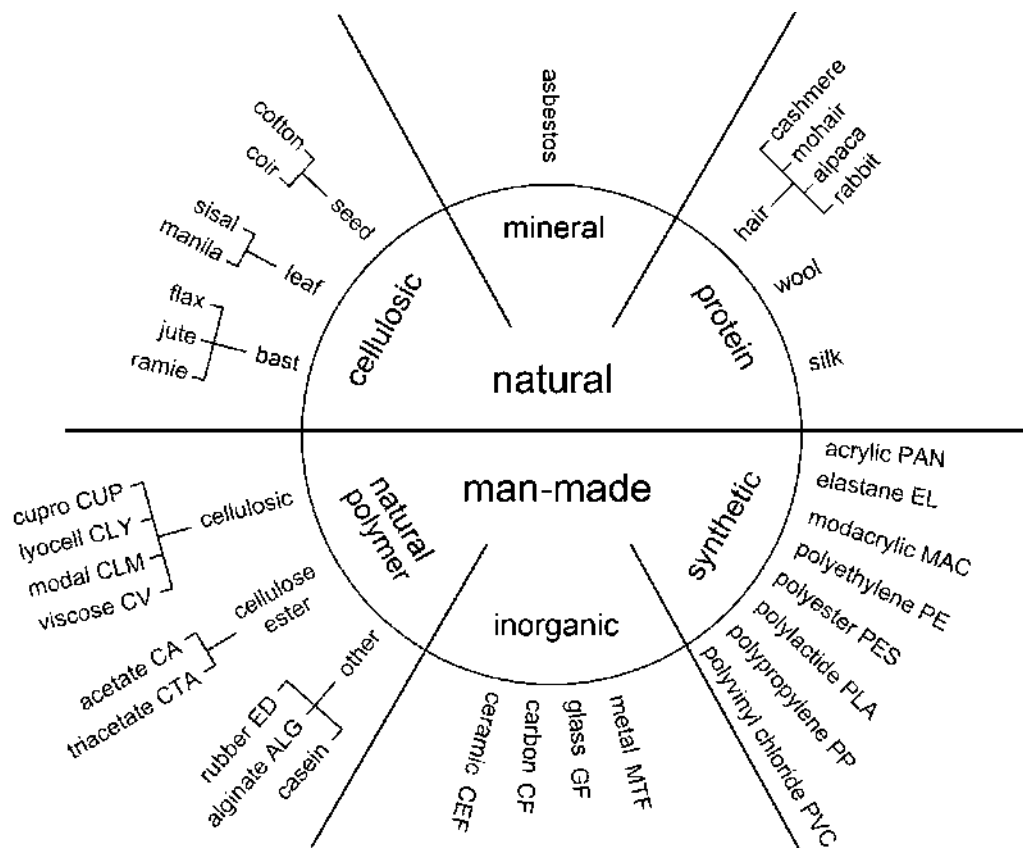 asbestos
mineral
cotton
coir
seed
sisal
manila
leaf
flax
jute
ramie
bast
cellulosic
cashmere
mohair
alpaca
rabbit
hair
wool
silk
protein
natural
man-made
natural
polymer
cellulosic
cupro CUP
lyocell CLY
modal CLM
viscose CV
cellulose
ester
acetate CA
triacetate CTA
other
rubber ED
alginate ALG
casein
inorganic
ceramic CEF
carbon CF
glass GF
metal MTF
synthetic
acrylic PAN
elastane EL
modacrylic MAC
polyethylene PE
polyester PES
polylactide PLA
polypropylene PP
polyvinyl chloride PVC